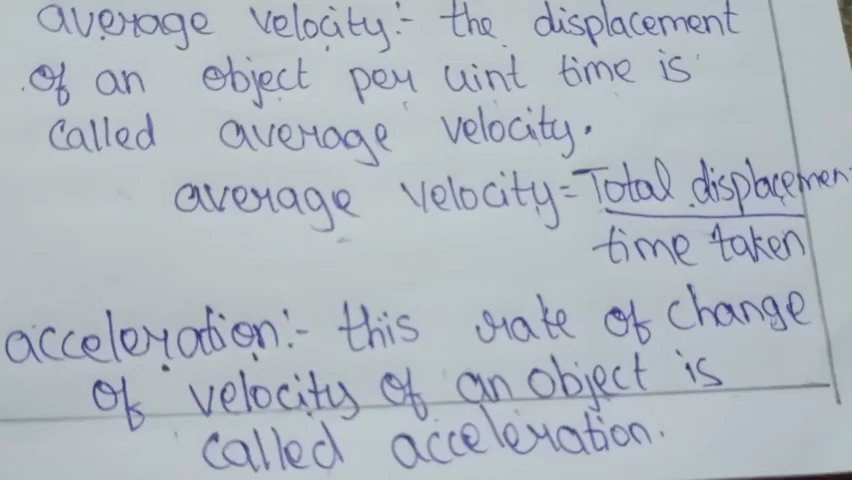 average velocity:- the displacement
of an object per uint time is
called average velocity.
average velocity = Total displacemen
time taken
acceleration:- this rate of change
of velocity of an object is
called acceleration.